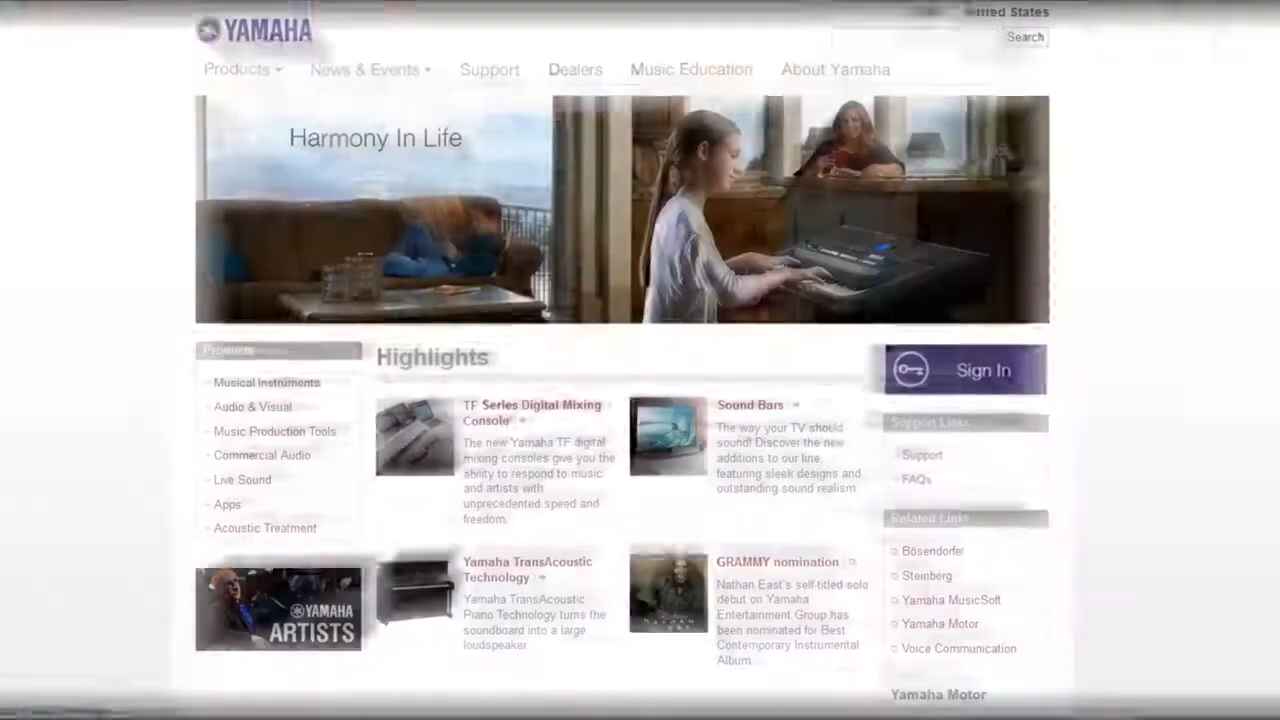 United States
YAMAHA
Search
Products
News & Events
Support
Dealers
Music Education
About Yamaha
Harmony In Life
Products
Musical Instruments
Audio & Visual
Music Production Tools
Commercial Audio
Live Sound
Apps
Acoustic Treatment
YAMAHA
ARTISTS
Highlights
TF Series Digital Mixing
Console
The new Yamaha TF digital
mixing consoles give you the
ability to respond to music
and artists with
unprecedented speed and
freedom.
Sound Bars
The way your TV should
sound! Discover the new
additions to our line,
featuring sleek designs and
outstanding sound realism
Yamaha TransAcoustic
Technology
Yamaha TransAcoustic
Piano Technology turns the
soundboard into a large
loudspeaker.
GRAMMY nomination
Nathan East's self-titled solo
debut on Yamaha
Entertainment Group has
been nominated for Best
Contemporary Instrumental
Album.
Sign In
Support Links
Support
FAQs
Related Links
Bösendorfer
Steinberg
Yamaha MusicSoft
Yamaha Motor
Voice Communication
Yamaha Motor